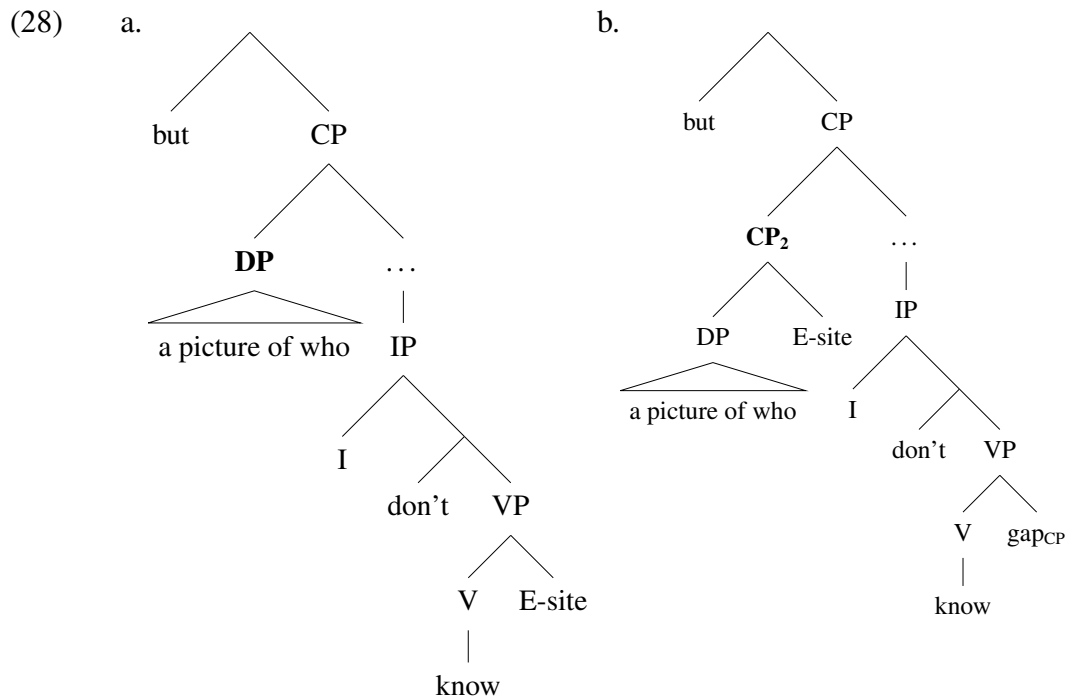 (28) a. b.
but CP but CP
DP … CP2 …
a picture of who IP DP E-site IP
I a picture of who I
don't VP don't VP
V E-site V gapCP
know know